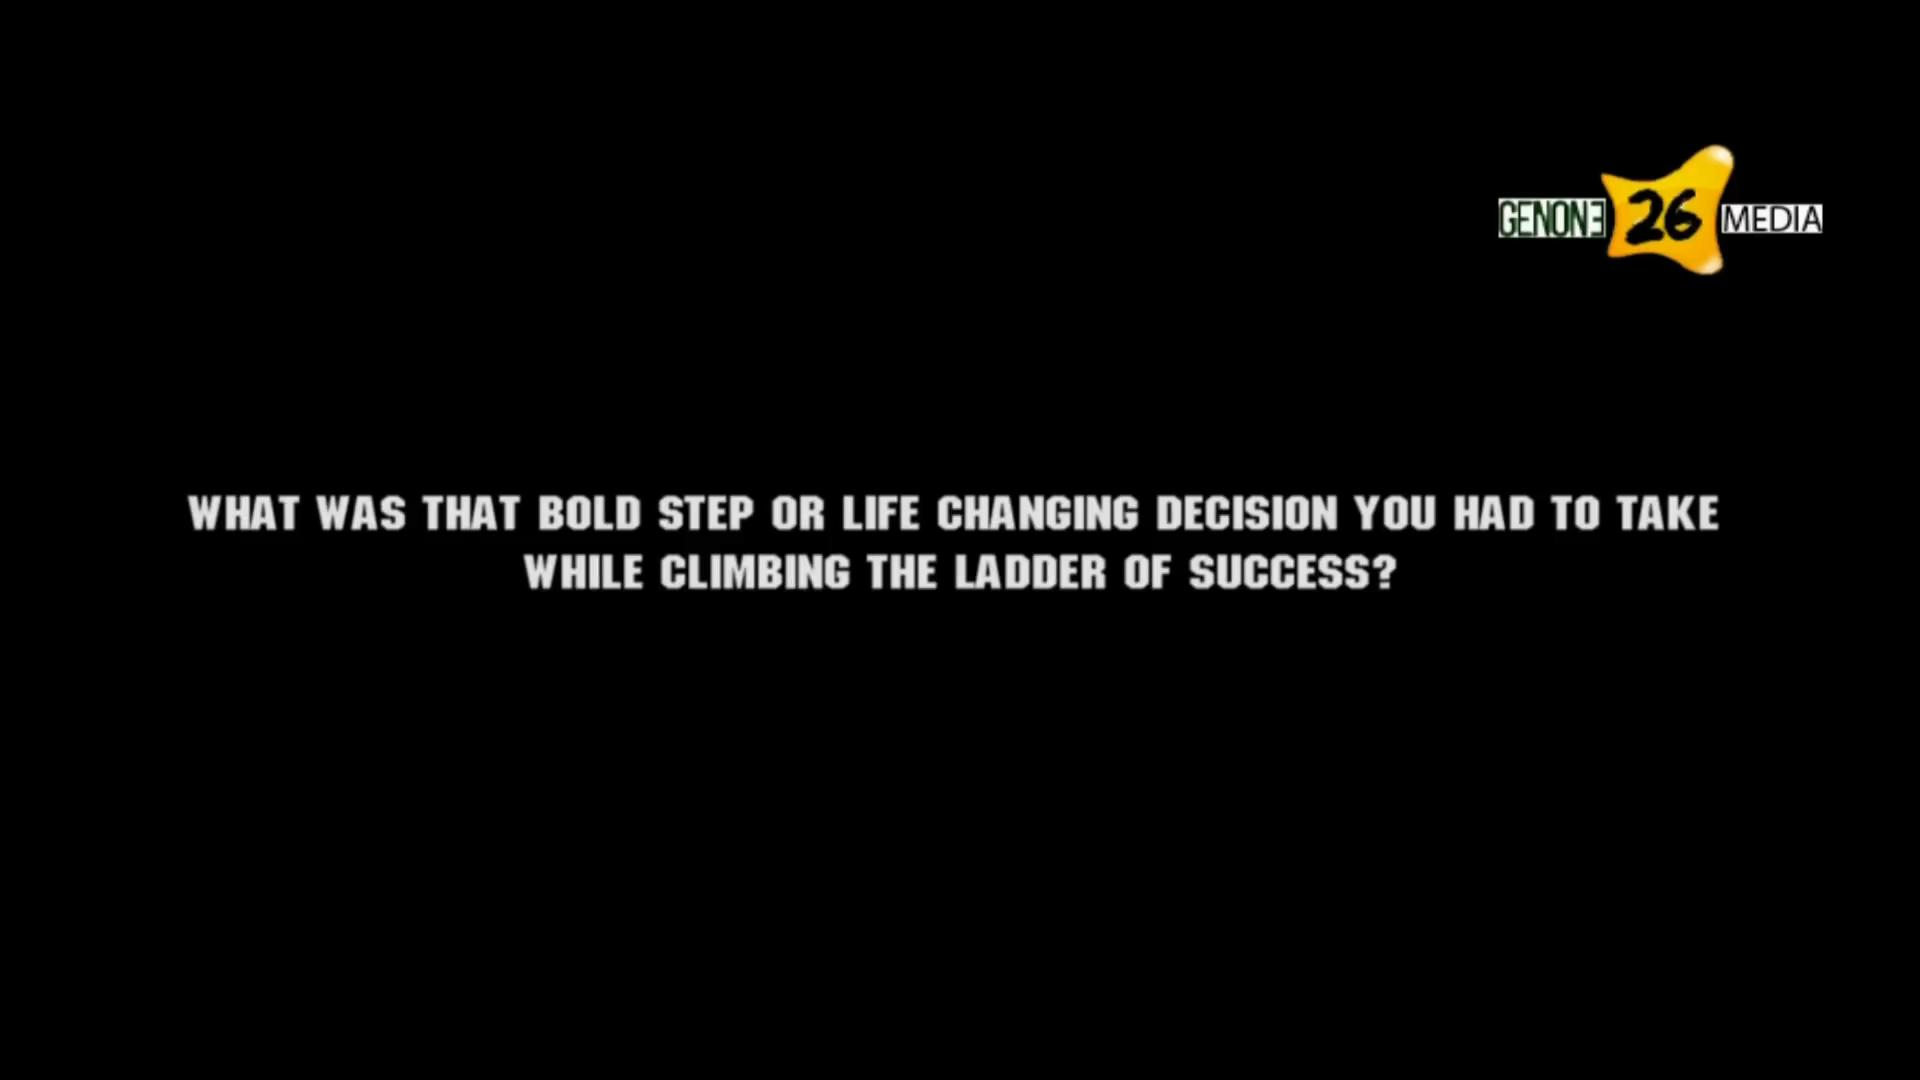 GENONE 26 MEDIA
WHAT WAS THAT BOLD STEP OR LIFE CHANGING DECISION YOU HAD TO TAKE
WHILE CLIMBING THE LADDER OF SUCCESS?